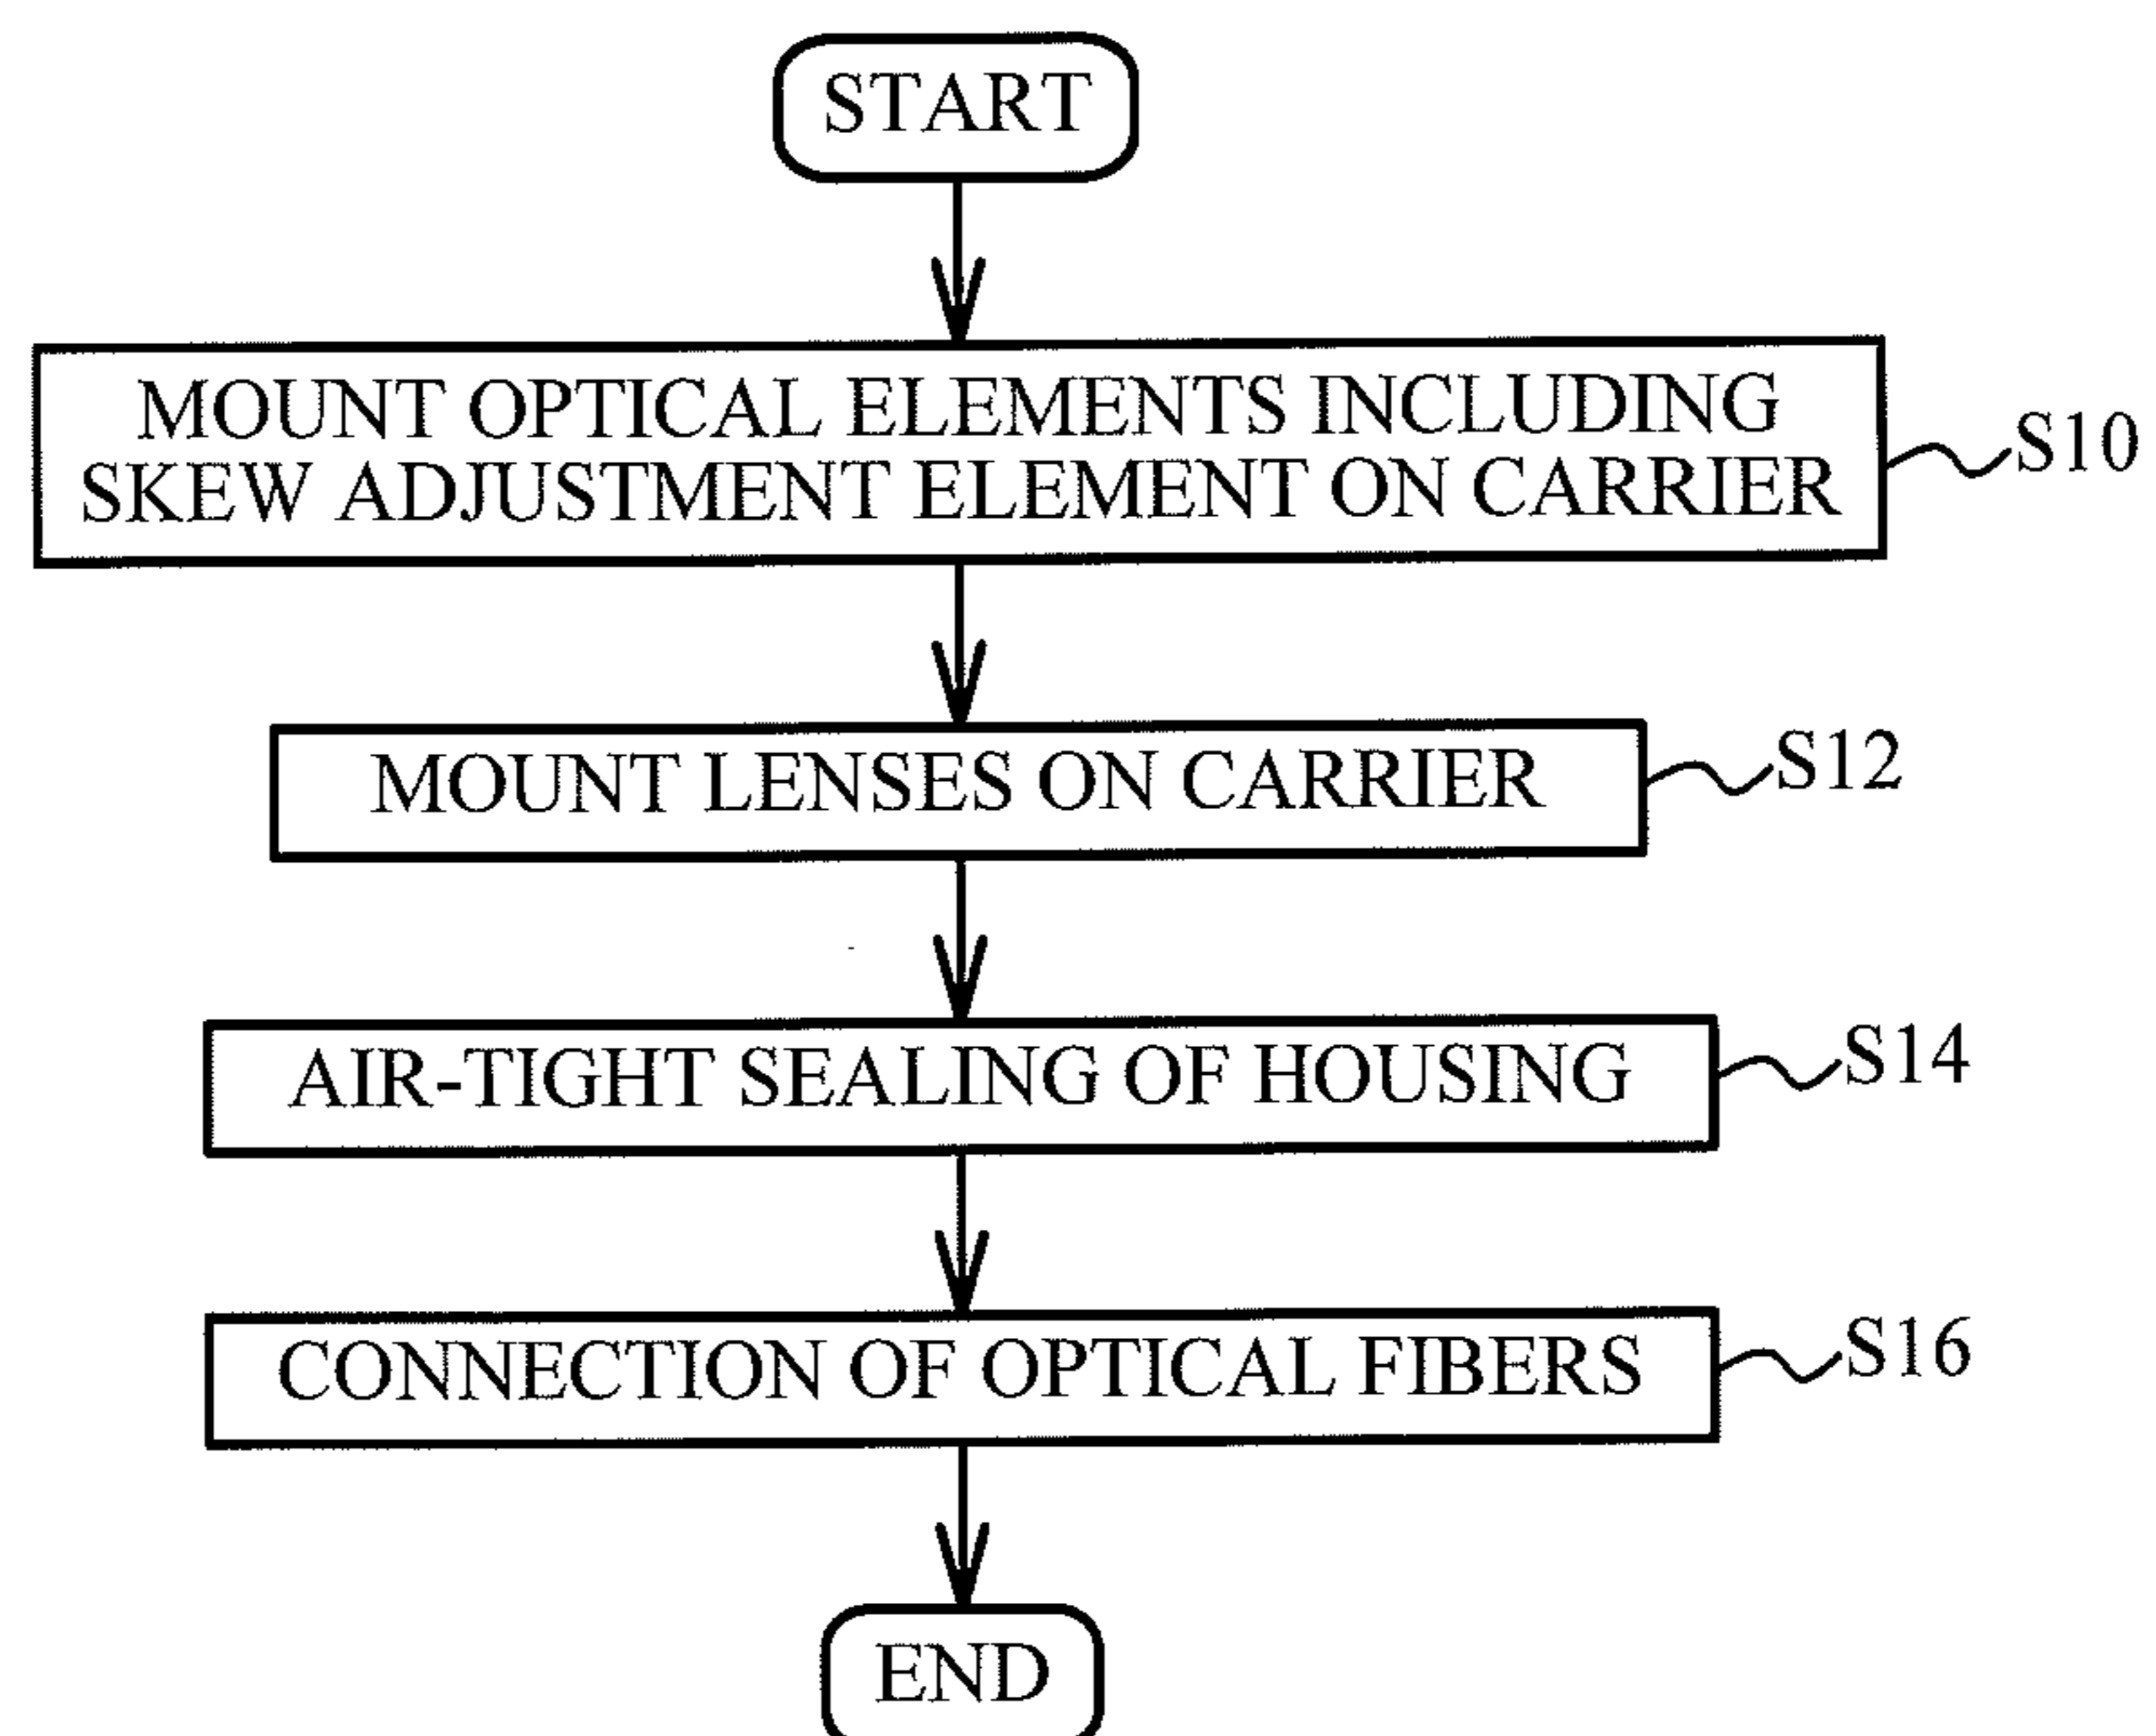 START
MOUNT OPTICAL ELEMENTS INCLUDING
SKEW ADJUSTMENT ELEMENT ON CARRIER
S10
MOUNT LENSES ON CARRIER
S12
AIR-TIGHT SEALING OF HOUSING
S14
CONNECTION OF OPTICAL FIBERS
S16
END